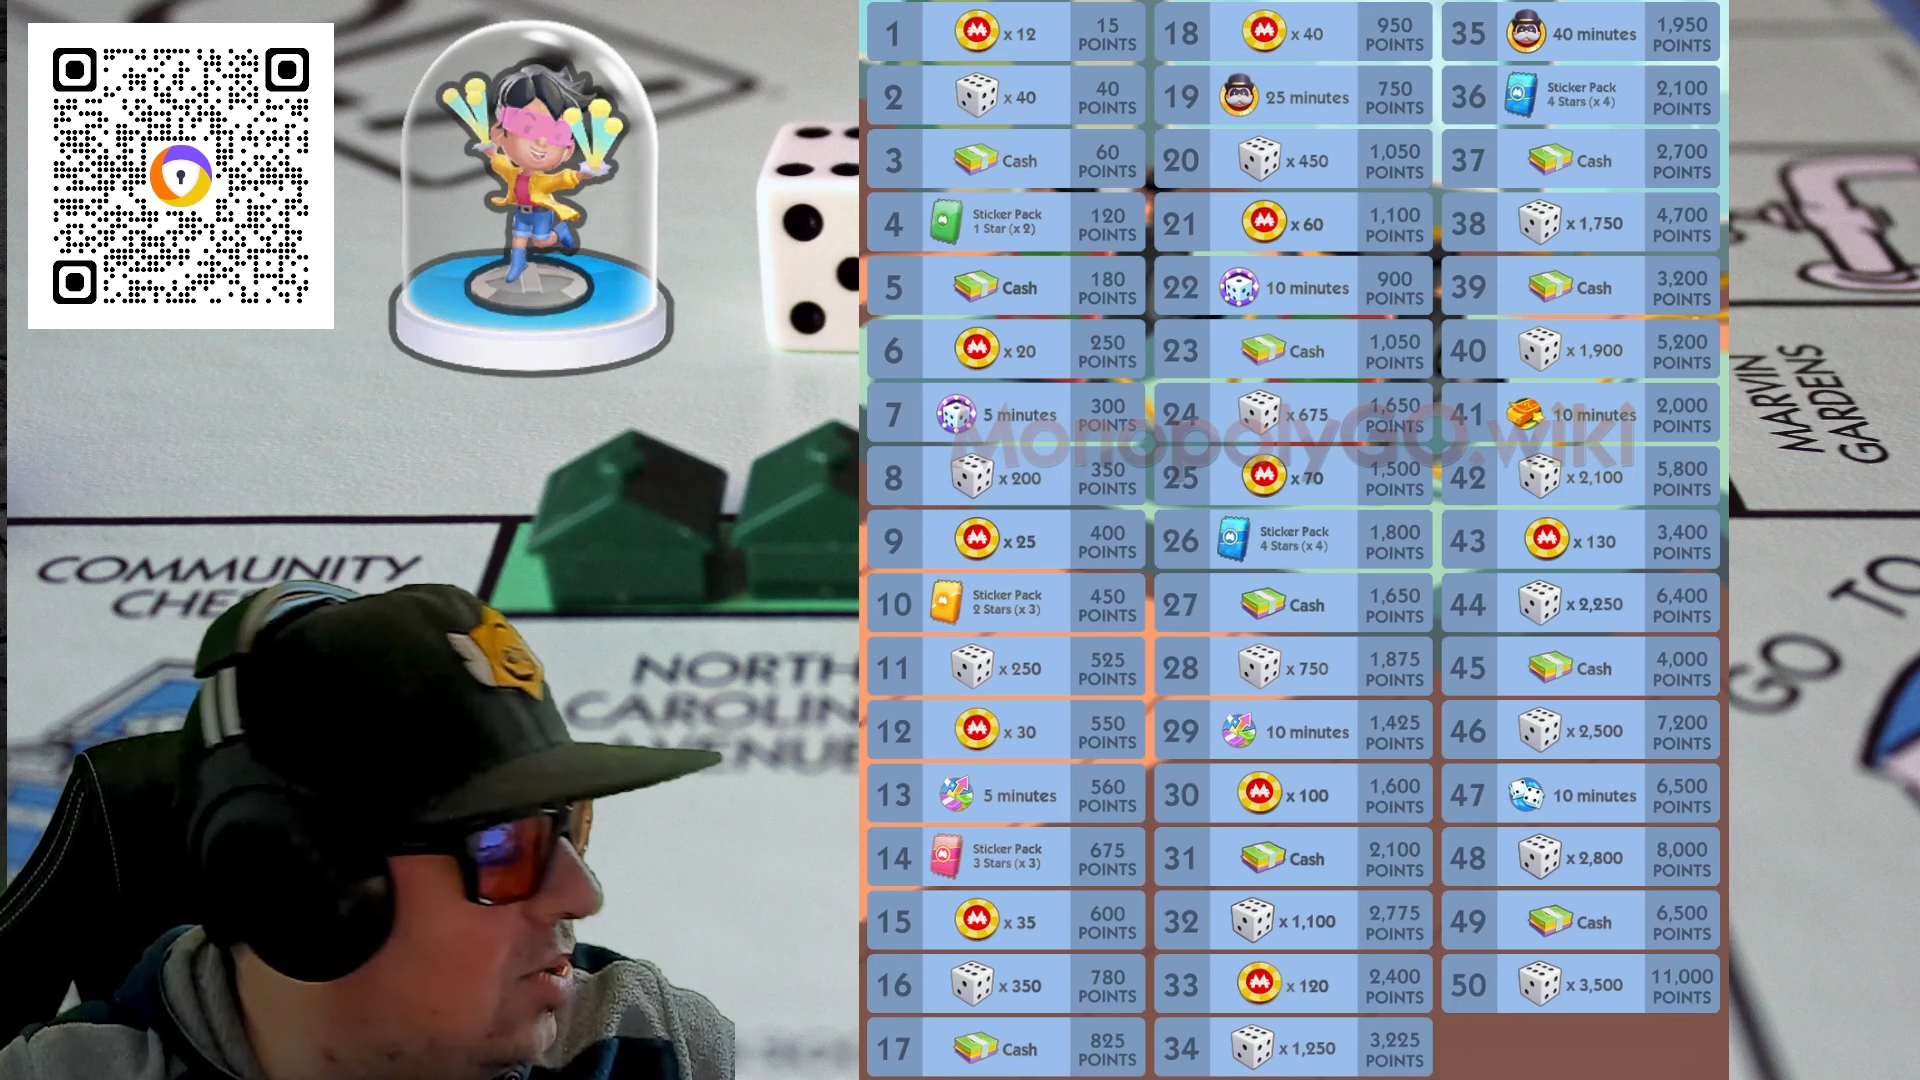 1 x 12 15 POINTS
2 x 40 40 POINTS
3 Cash 60 POINTS
4 Sticker Pack 1 Star (x 2) 120 POINTS
5 Cash 180 POINTS
6 x 20 250 POINTS
7 5 minutes 300 POINTS
8 x 200 350 POINTS
9 x 25 400 POINTS
10 Sticker Pack 2 Stars (x 3) 450 POINTS
11 x 250 525 POINTS
12 x 30 550 POINTS
13 5 minutes 560 POINTS
14 Sticker Pack 3 Stars (x 3) 675 POINTS
15 x 35 600 POINTS
16 x 350 780 POINTS
17 Cash 825 POINTS
18 x 40 950 POINTS
19 25 minutes 750 POINTS
20 x 450 1,050 POINTS
21 x 60 1,100 POINTS
22 10 minutes 900 POINTS
23 Cash 1,050 POINTS
24 x 675 1,650 POINTS
25 x 70 1,500 POINTS
26 Sticker Pack 4 Stars (x 4) 1,800 POINTS
27 Cash 1,650 POINTS
28 x 750 1,875 POINTS
29 10 minutes 1,425 POINTS
30 x 100 1,600 POINTS
31 Cash 2,100 POINTS
32 x 1,100 2,775 POINTS
33 x 120 2,400 POINTS
34 x 1,250 3,225 POINTS
35 40 minutes 1,950 POINTS
36 Sticker Pack 4 Stars (x 4) 2,100 POINTS
37 Cash 2,700 POINTS
38 x 1,750 4,700 POINTS
39 Cash 3,200 POINTS
40 x 1,900 5,200 POINTS
41 10 minutes 2,000 POINTS
42 x 2,100 5,800 POINTS
43 x 130 3,400 POINTS
44 x 2,250 6,400 POINTS
45 Cash 4,000 POINTS
46 x 2,500 7,200 POINTS
47 10 minutes 6,500 POINTS
48 x 2,800 8,000 POINTS
49 Cash 6,500 POINTS
50 x 3,500 11,000 POINTS
MonopolyGO.wiki
COMMUNITY
CHES
NORTH
CAROLIN
AVENUE
MARVIN
GARDENS
GO TO